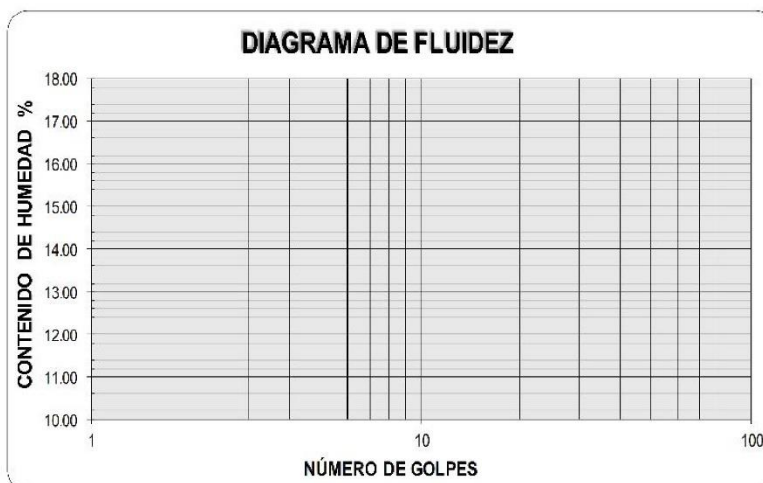 DIAGRAMA DE FLUIDEZ
CONTENIDO DE HUMEDAD %
18.00
17.00
16.00
15.00
14.00
13.00
12.00
11.00
10.00
1 10 100
NÚMERO DE GOLPES